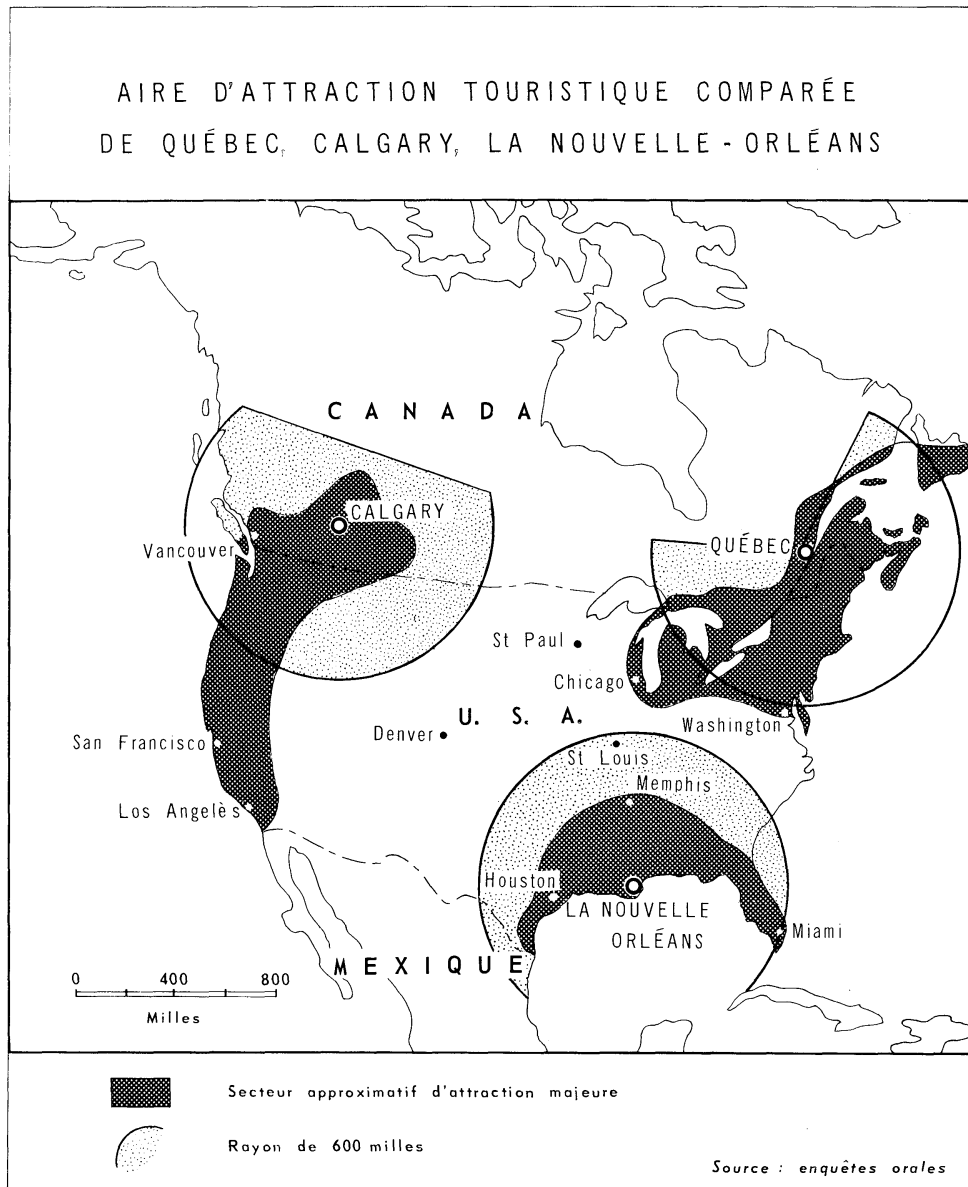 AIRE D'ATTRACTION TOURISTIQUE COMPARÉE
DE QUÉBEC, CALGARY, LA NOUVELLE-ORLÉANS
CANADA
CALGARY
Vancouver
QUÉBEC
St Paul
Chicago
U. S. A.
Washington
San Francisco
Denver
St Louis
Memphis
Los Angelès
Houston
LA NOUVELLE
ORLÉANS
Miami
MEXIQUE
0 400 800
Milles
Secteur approximatif d'attraction majeure
Rayon de 600 milles
Source : enquêtes orales